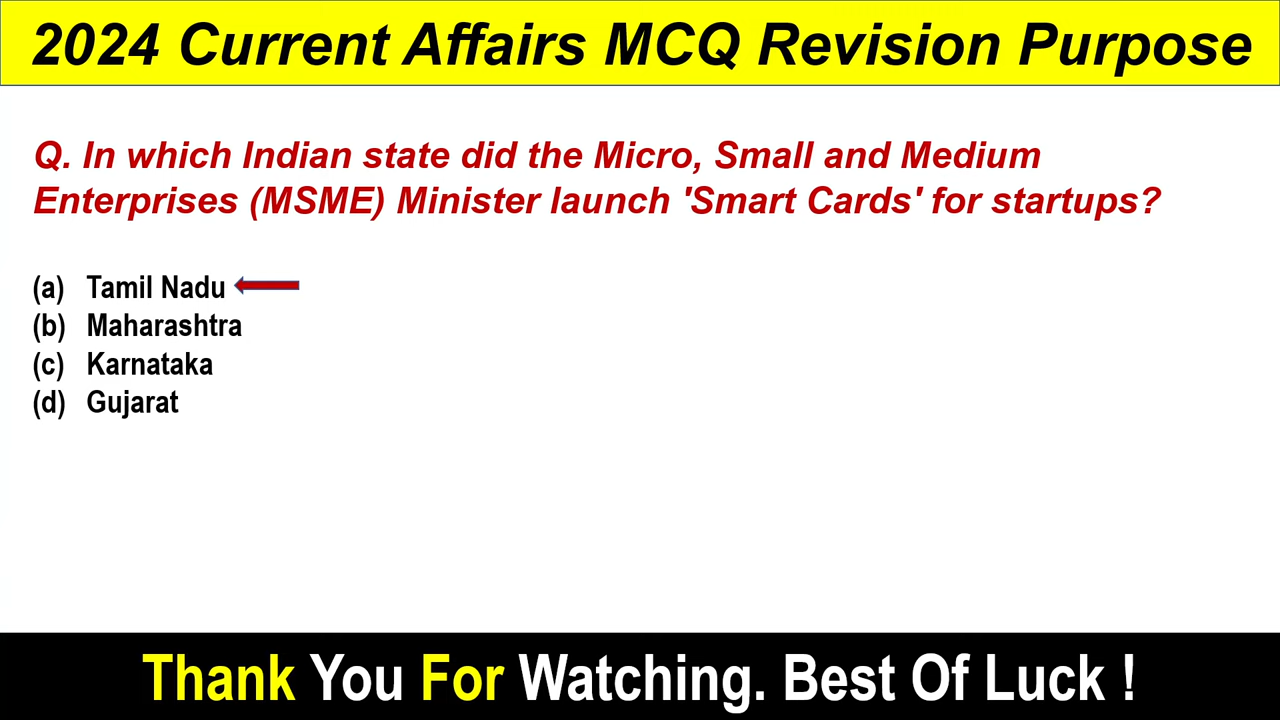 2024 Current Affairs MCQ Revision Purpose
Q. In which Indian state did the Micro, Small and Medium
Enterprises (MSME) Minister launch 'Smart Cards' for startups?
(a) Tamil Nadu
(b) Maharashtra
(c) Karnataka
(d) Gujarat
Thank You For Watching. Best Of Luck !